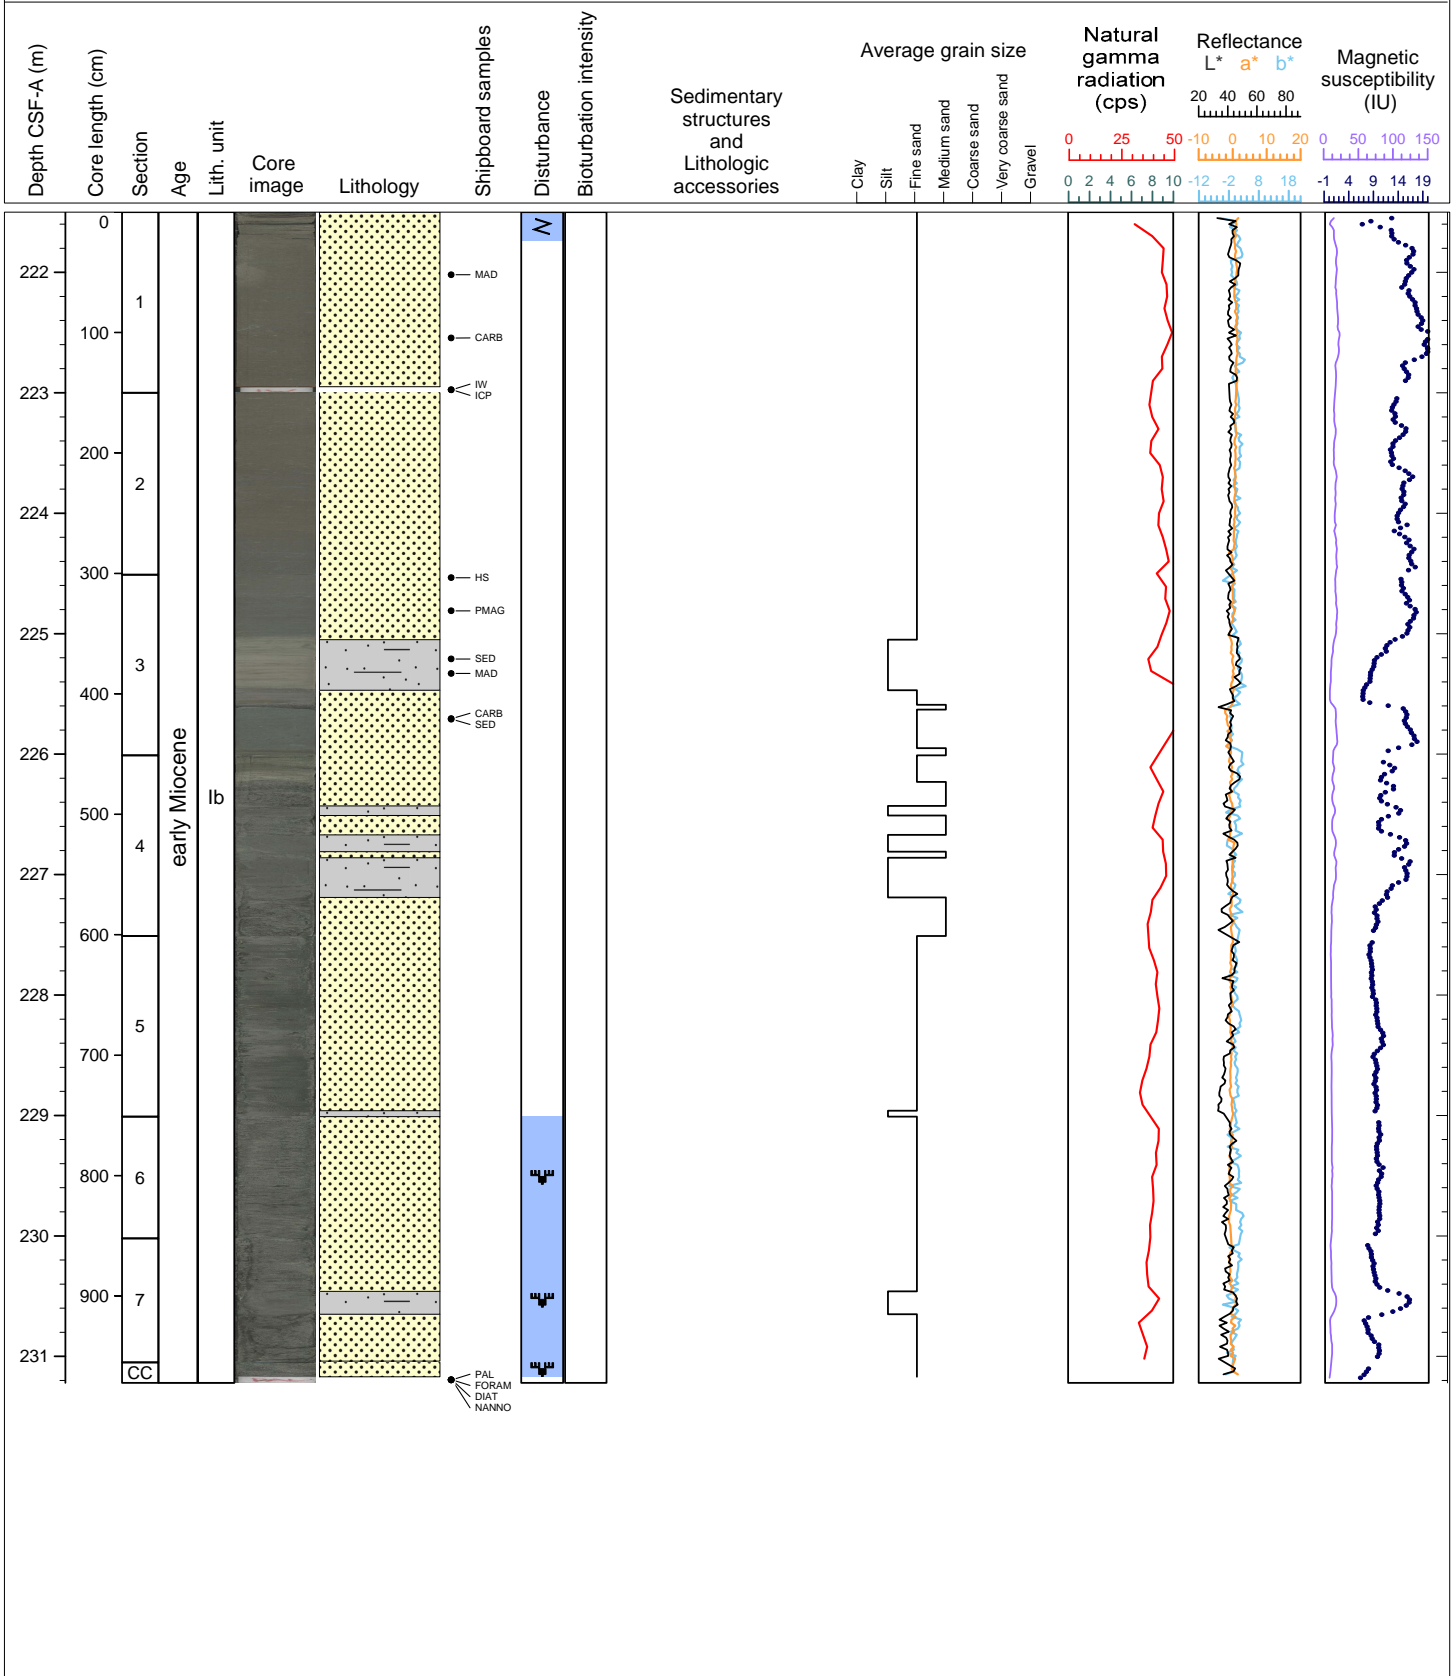 Depth CSF-A (m)
Core length (cm)
Section
Age
Lith. unit
Core
image
Lithology
Shipboard samples
Disturbance
Bioturbation intensity
Sedimentary
structures
and
Lithologic
accessories
Average grain size
Clay
Silt
Fine sand
Medium sand
Coarse sand
Very coarse sand
Gravel
Natural
gamma
radiation
(cps)
0 25 50
0 2 4 6 8 10
Reflectance
L* a* b*
20 40 60 80
-10 0 10 20
-12 -2 8 18
Magnetic
susceptibility
(IU)
0 50 100 150
-1 4 9 14 19
222
223
224
225
226
227
228
229
230
231
0
100
200
300
400
500
600
700
800
900
1
2
3
4
5
6
7
CC
early Miocene
Ib
MAD
CARB
IW
ICP
HS
PMAG
SED
MAD
CARB
SED
PAL
FORAM
DIAT
NANNO